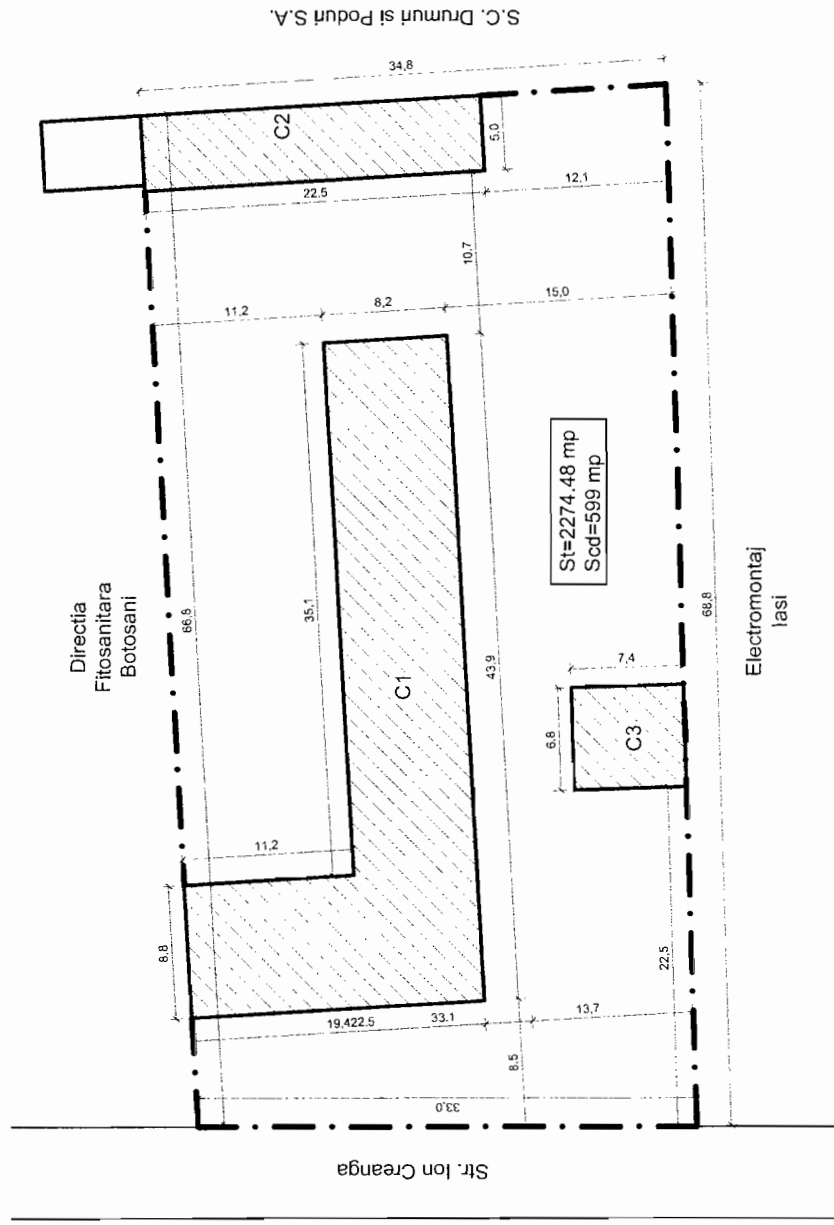 S.C. Drumuri si Poduri S.A.
34,8
C2
5,0
22.5
12,1
10,7
11,2
8,2
15,0
Directia
Fitosanitara
Botosani
66,8
35,1
C1
43,9
St=2274.48 mp
Scd=599 mp
68,8
Electromontaj
Iasi
7,4
6.8
C3
11,2
8,8
22,5
19,422.5
33.1
13,7
8.5
33,0
Str. Ion Creanga